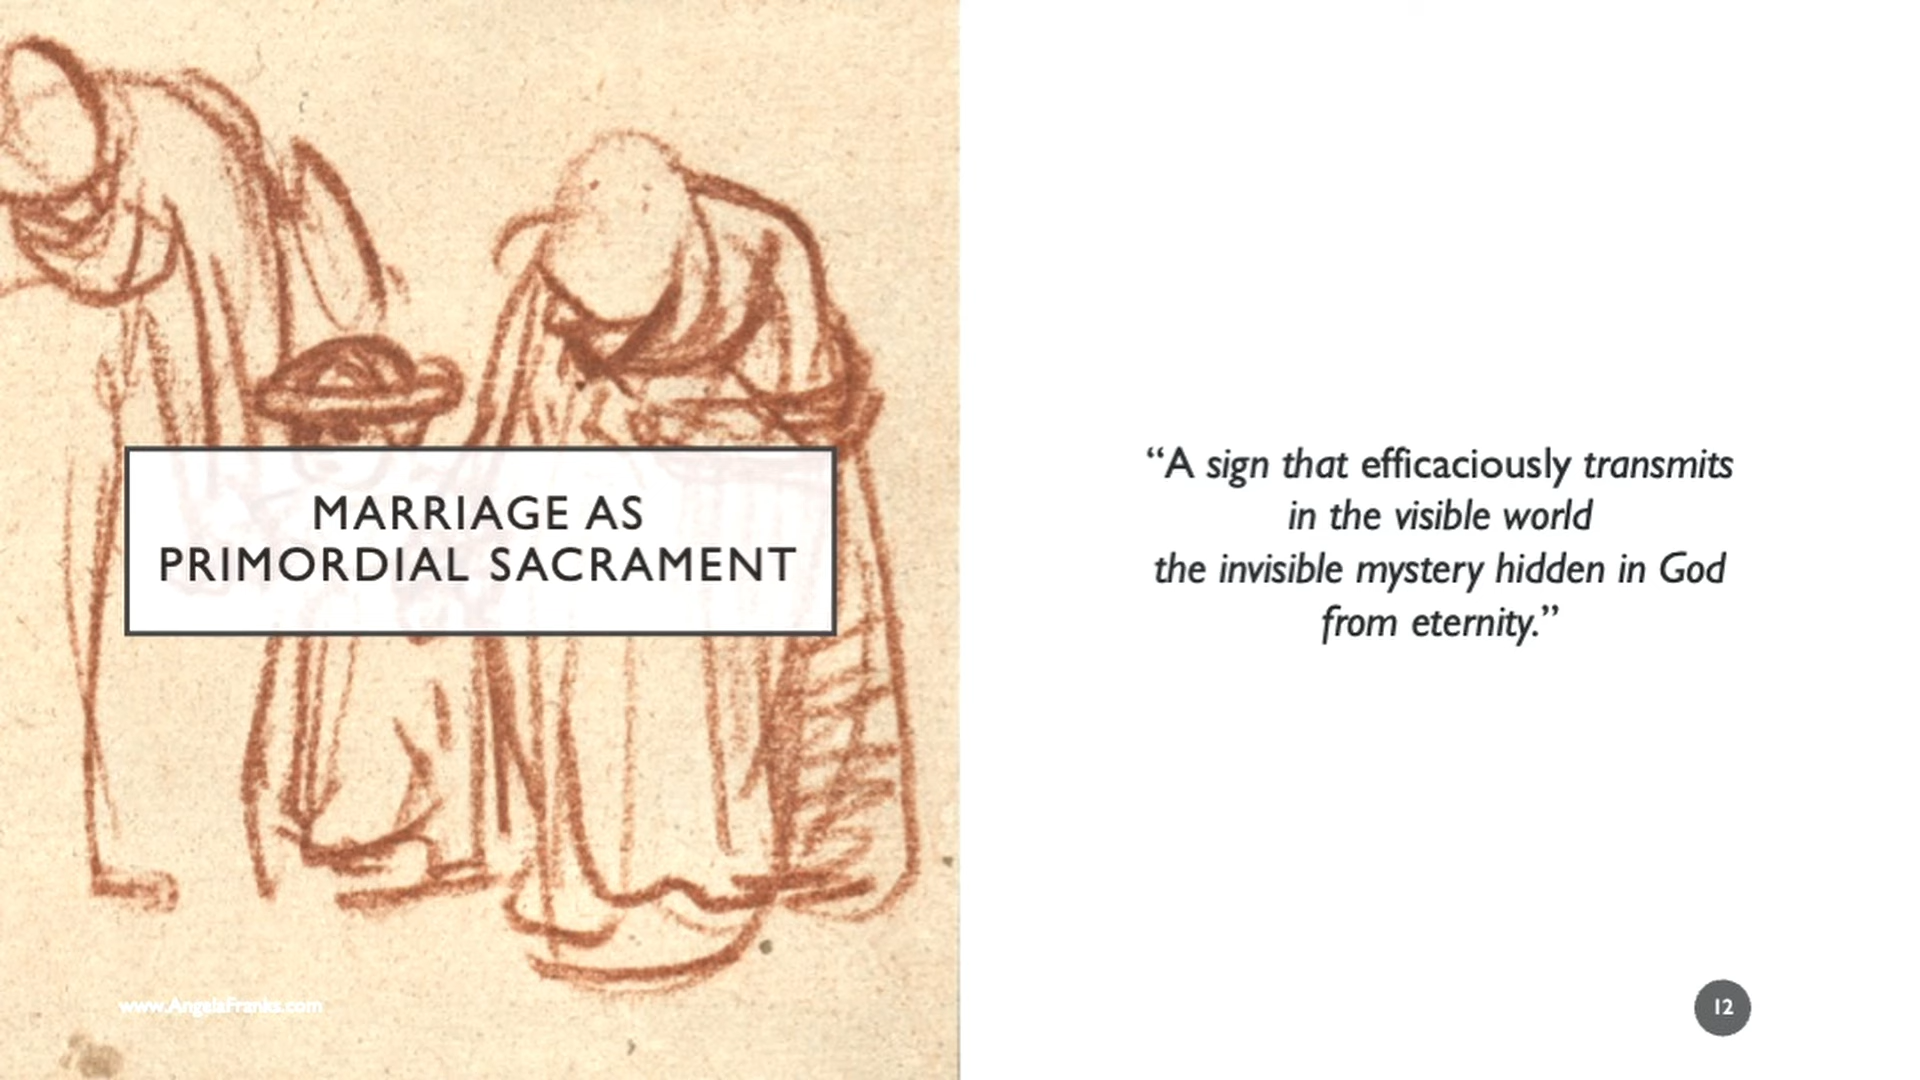 MARRIAGE AS
PRIMORDIAL SACRAMENT
“A sign that efficaciously transmits
in the visible world
the invisible mystery hidden in God
from eternity.”
www.AngelaFranks.com
12